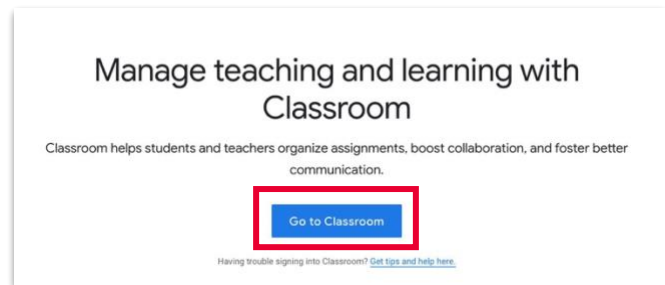 Manage teaching and learning with
Classroom
Classroom helps students and teachers organize assignments, boost collaboration, and foster better
communication.
Go to Classroom
Having trouble signing into Classroom? Get tips and help here.